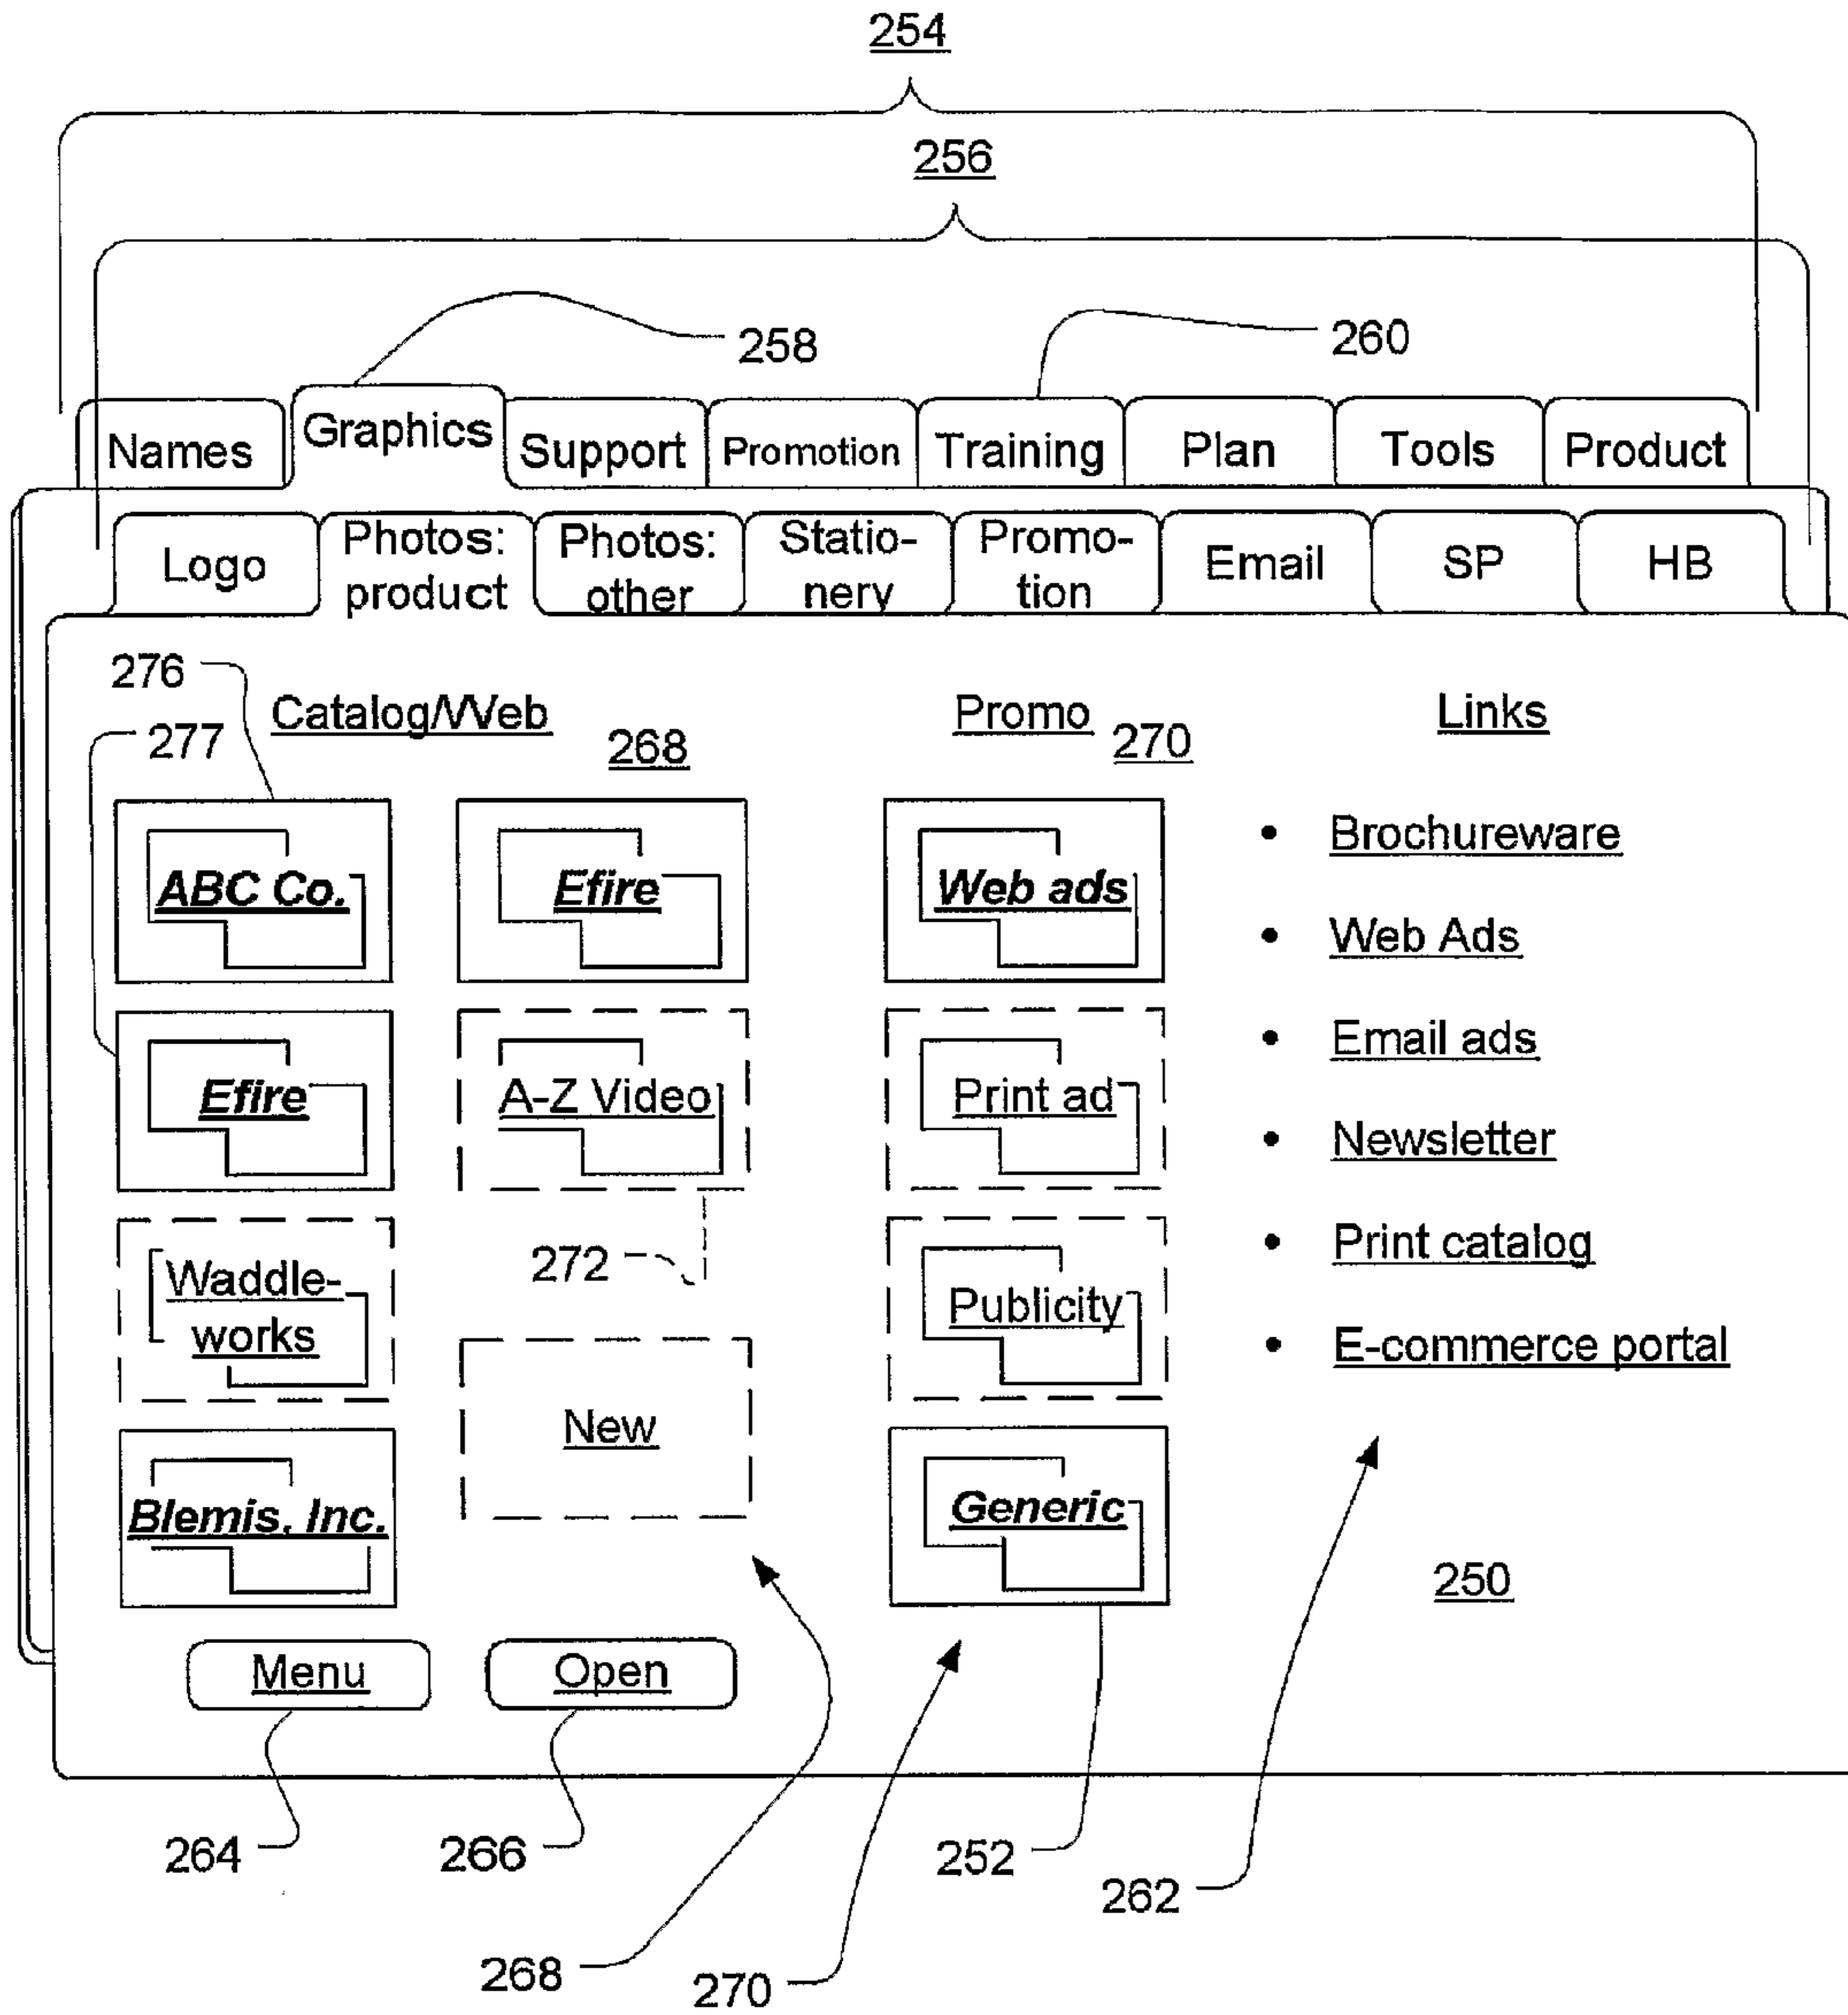 254
256
258
260
Names
Graphics
Support
Promotion
Training
Plan
Tools
Product
Logo
Photos:
product
Photos:
other
Statio-
nery
Promo-
tion
Email
SP
HB
276
277
Catalog/Web
268
Promo
270
Links
ABC Co.
Efire
Web ads
• Brochureware
• Web Ads
Efire
A-Z Video
Print ad
• Email ads
• Newsletter
272
Waddle-
works
New
Publicity
• Print catalog
• E-commerce portal
Blemis, Inc.
Generic
250
Menu
Open
264
266
252
262
268
270